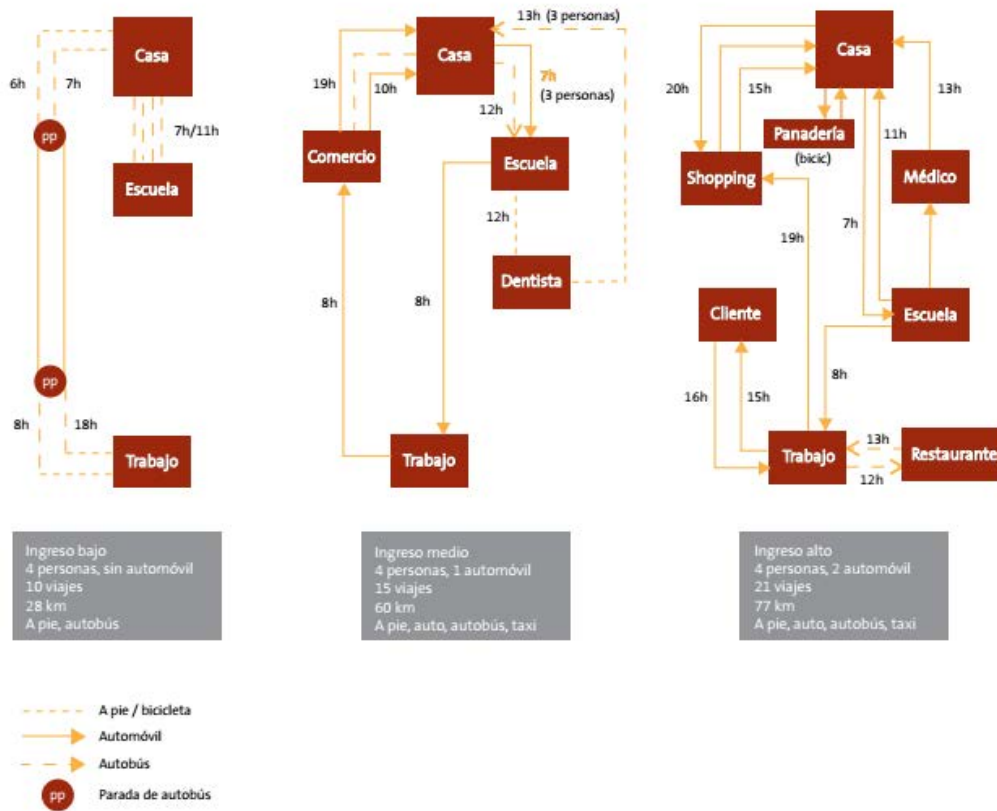 Casa
6h
7h
pp
7h/11h
Escuela
pp
8h
18h
Trabajo
Ingreso bajo
4 personas, sin automóvil
10 viajes
28 km
A pie, autobús
13h (3 personas)
Casa
19h
10h
7h
(3 personas)
12h
Comercio
Escuela
12h
Dentista
8h
8h
Trabajo
Ingreso medio
4 personas, 1 automóvil
15 viajes
60 km
A pie, auto, autobús, taxi
Casa
20h
15h
13h
Panadería
(bicic)
11h
Shopping
Médico
19h
7h
Cliente
Escuela
8h
16h
15h
Trabajo
13h
12h
Restaurante
Ingreso alto
4 personas, 2 automóvil
21 viajes
77 km
A pie, auto, autobús, taxi
A pie / bicicleta
Automóvil
Autobús
pp
Parada de autobús